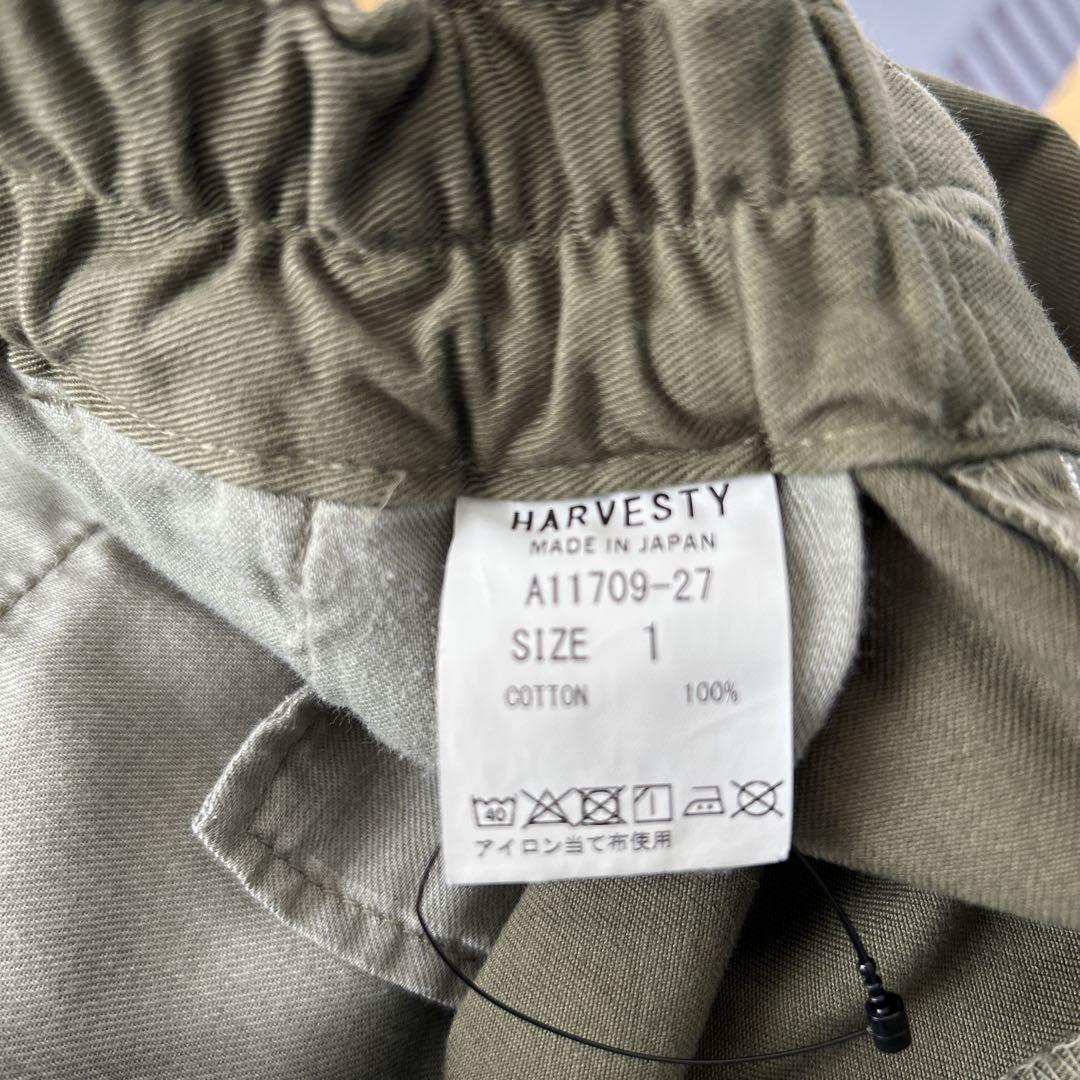 HARVESTY
MADE IN JAPAN
A11709-27
SIZE 1
COTTON 100%
40
アイロン当て布使用